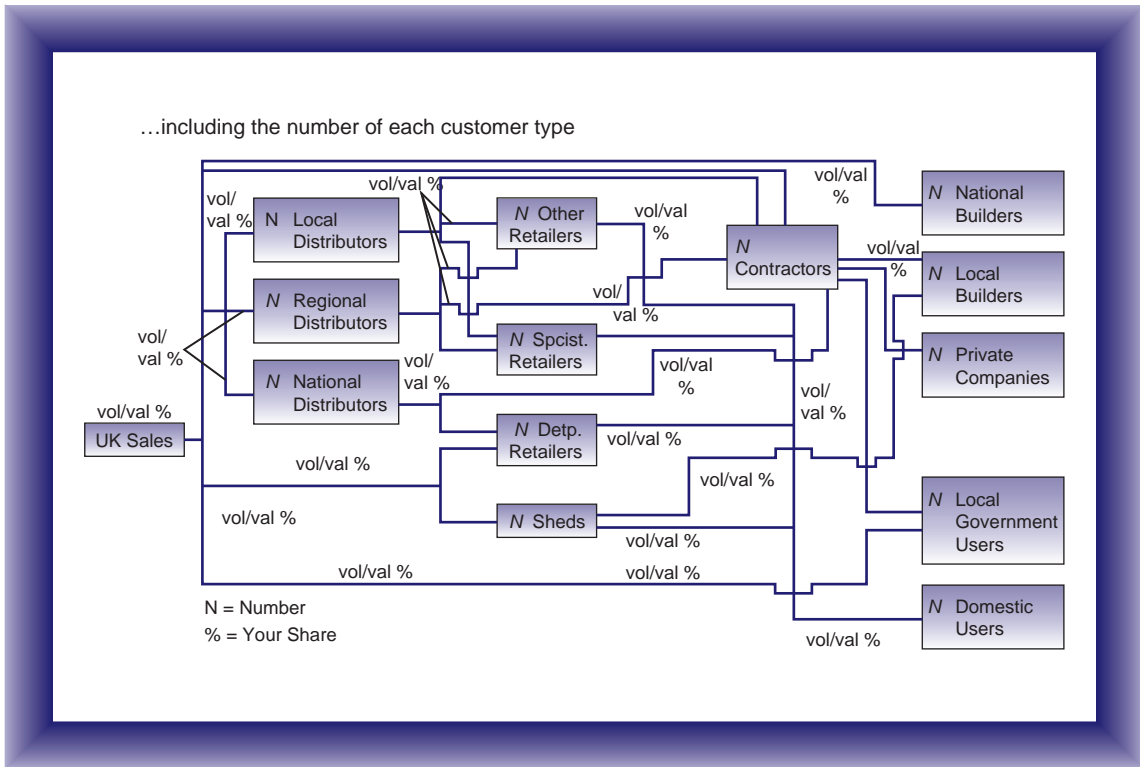 …including the number of each customer type
vol/val %
UK Sales
vol/
val %
vol/
val %
N Local
Distributors
N Regional
Distributors
N National
Distributors
vol/val %
vol/
val %
vol/val %
vol/val %
vol/val %
N Other
Retailers
N Spcist.
Retailers
N Detp.
Retailers
N Sheds
vol/val
%
vol/
val %
vol/val
%
vol/val %
vol/val %
vol/val %
vol/val %
N
Contractors
vol/
val %
vol/val
%
vol/val
%
vol/val %
N National
Builders
N Local
Builders
N Private
Companies
N Local
Government
Users
N Domestic
Users
N = Number
% = Your Share